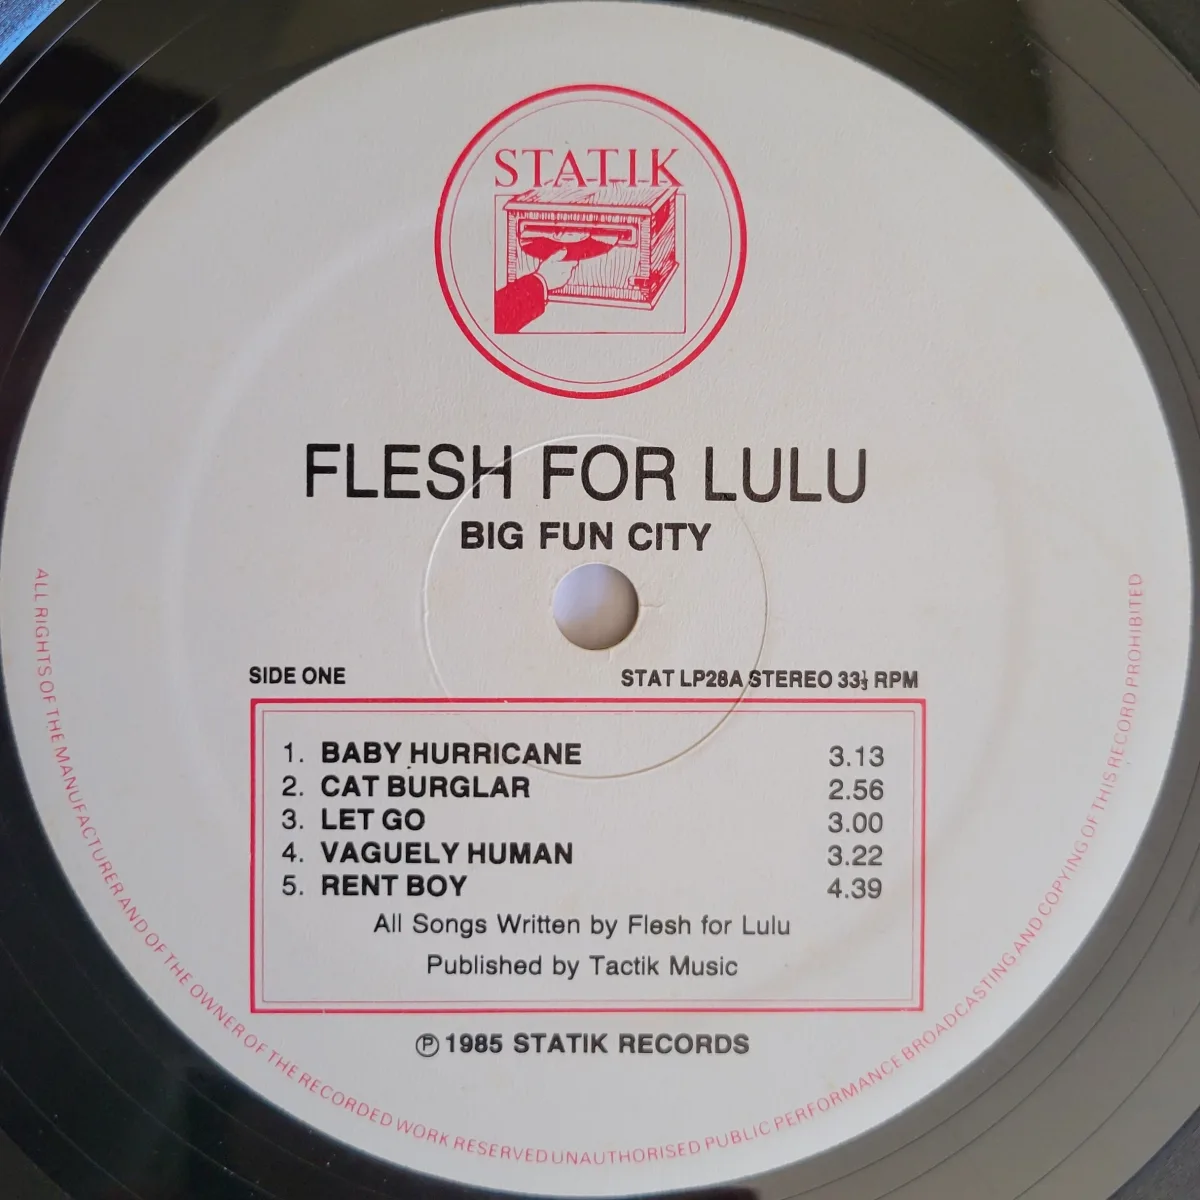 STATIK
FLESH FOR LULU
BIG FUN CITY
SIDE ONE
STAT LP28A STEREO 33⅓ RPM
1. BABY HURRICANE 3.13
2. CAT BURGLAR 2.56
3. LET GO 3.00
4. VAGUELY HUMAN 3.22
5. RENT BOY 4.39
All Songs Written by Flesh for Lulu
Published by Tactik Music
℗ 1985 STATIK RECORDS
ALL RIGHTS OF THE MANUFACTURER AND OF THE OWNER OF THE RECORDED WORK RESERVED UNAUTHORISED PUBLIC PERFORMANCE BROADCASTING AND COPYING OF THIS RECORD PROHIBITED